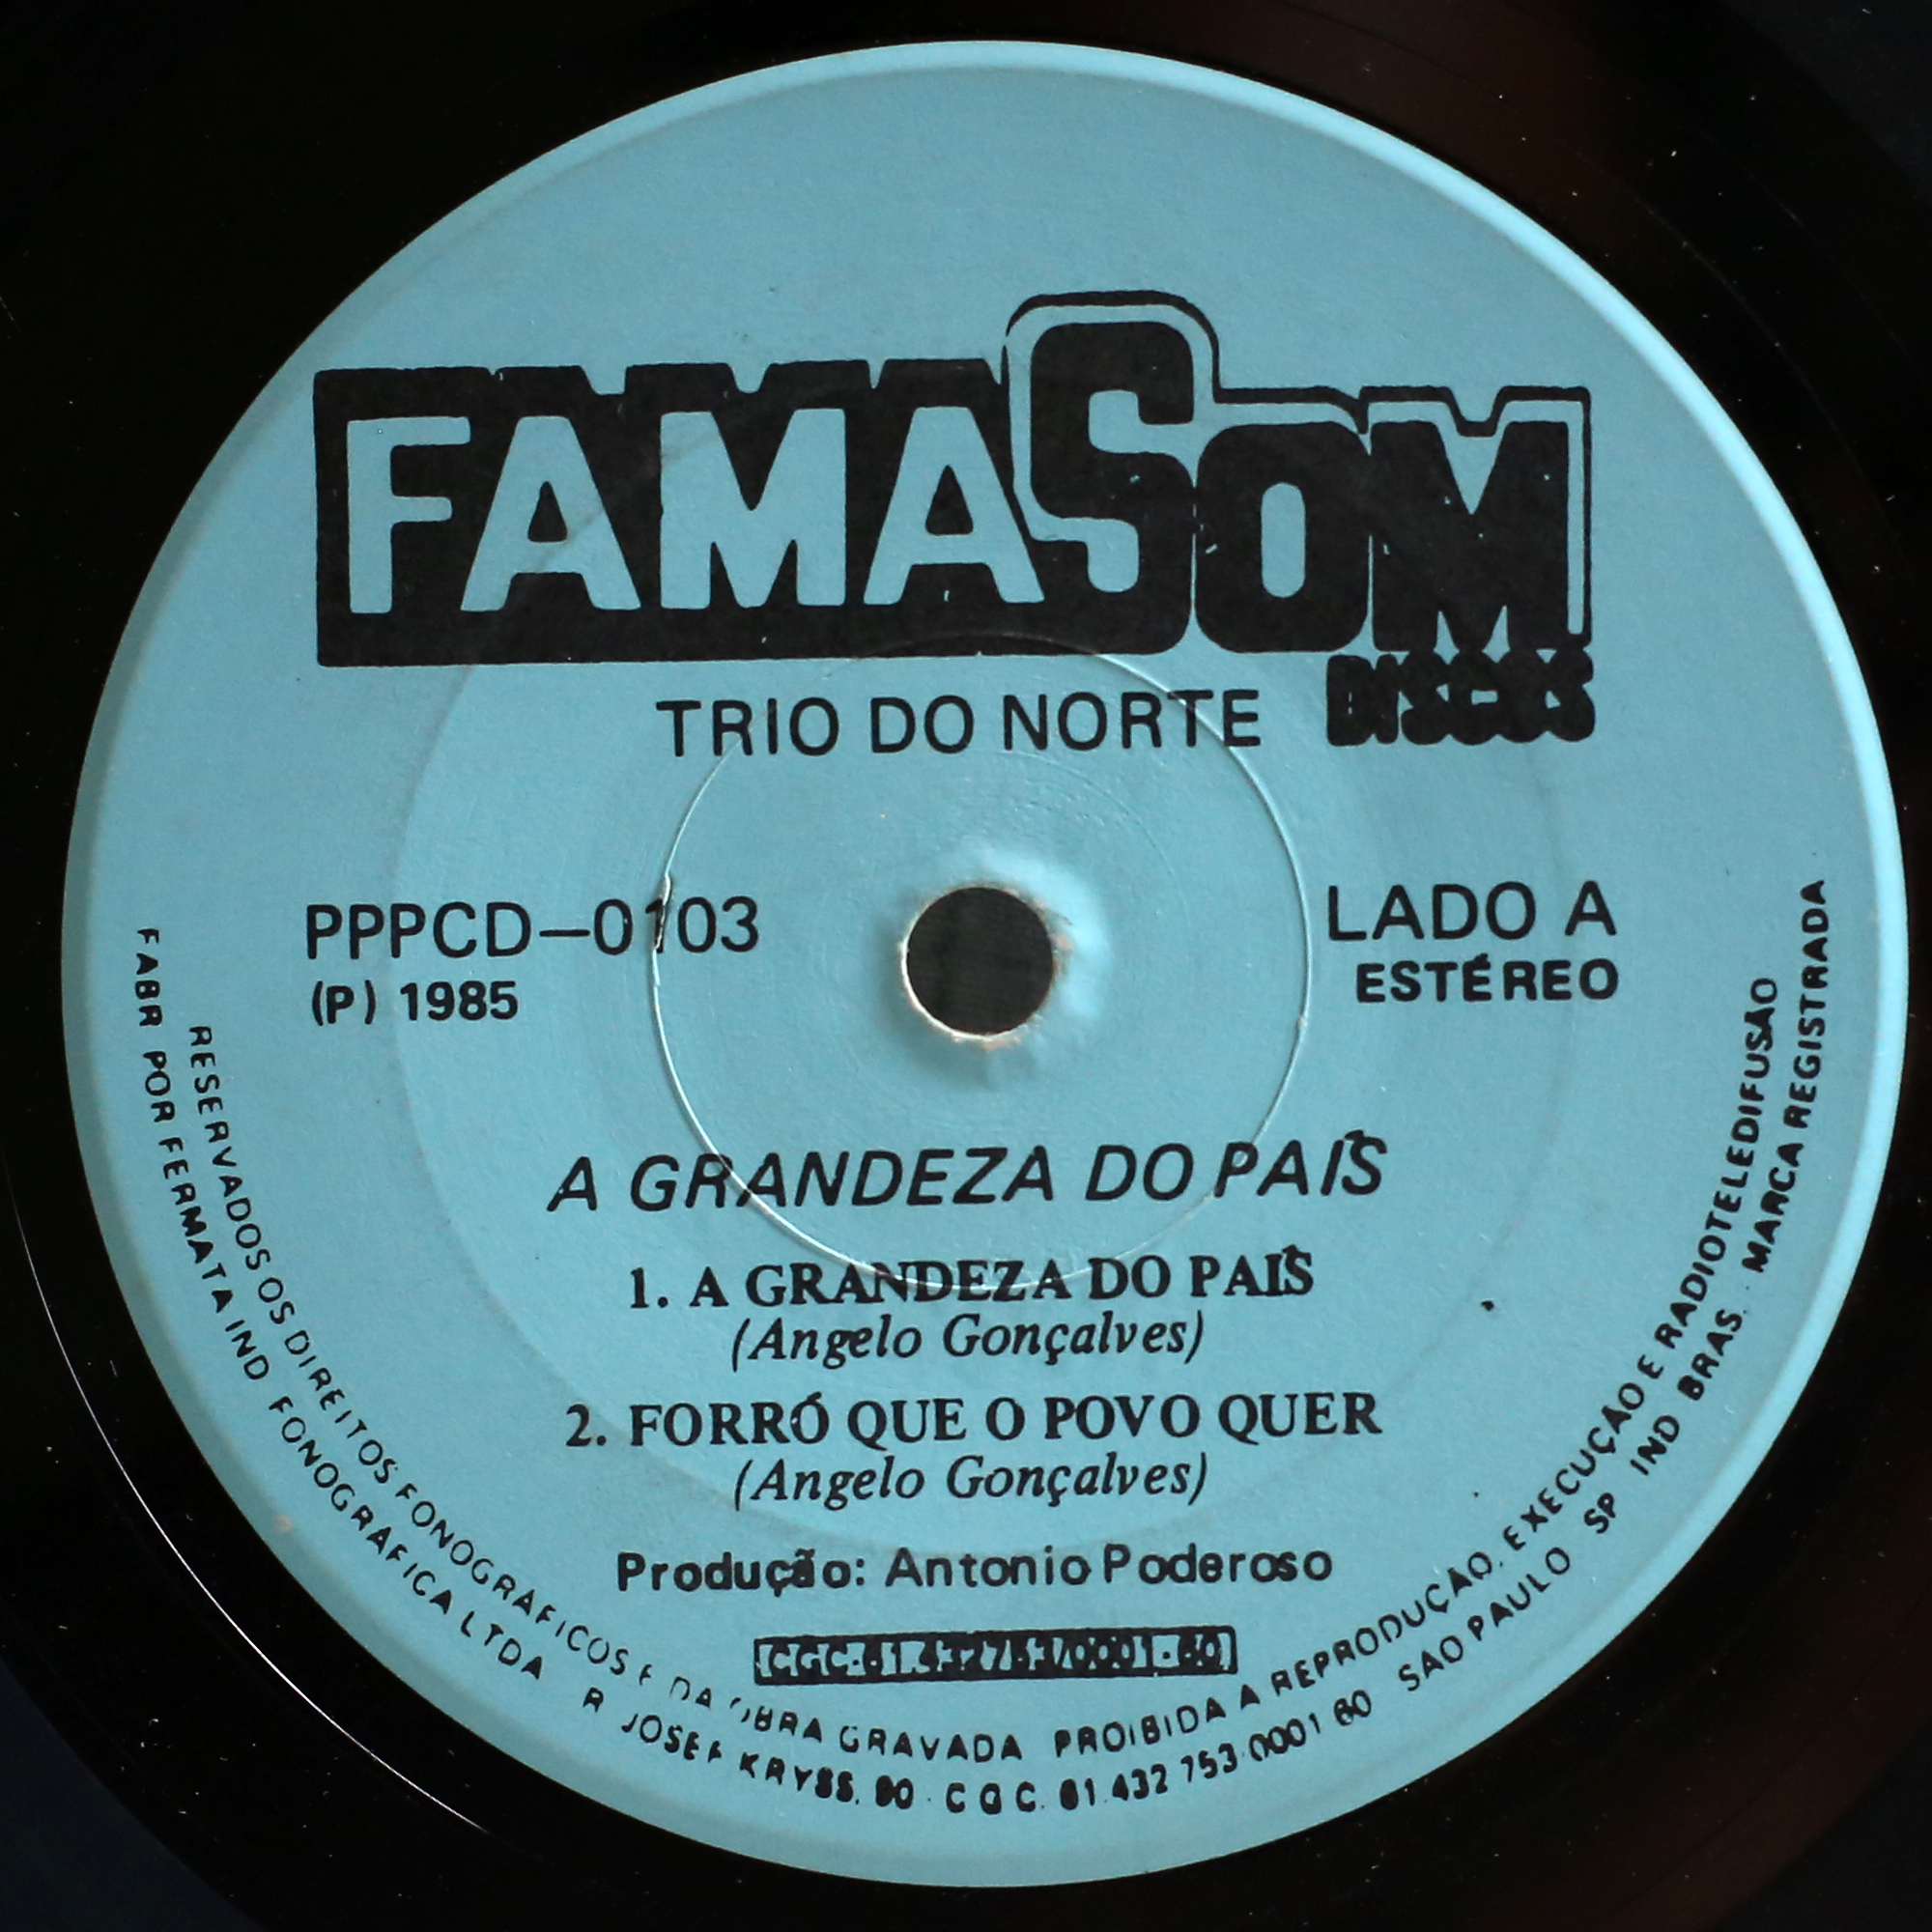 FAMASOM
DISCOS
TRIO DO NORTE
PPPCD-0103
(P) 1985
LADO A
ESTÉREO
A GRANDEZA DO PAÍS
1. A GRANDEZA DO PAÍS
(Angelo Gonçalves)
2. FORRÓ QUE O POVO QUER
(Angelo Gonçalves)
Produção: Antonio Poderoso
RESERVADOS OS DIREITOS FONOGRÁFICOS E DA OBRA GRAVADA PROIBIDA A REPRODUÇÃO, EXECUÇÃO E RADIOTELEDIFUSÃO
FABR POR FERMATA IND FONOGRAFICA LTDA R JOSEF KRYSS, 90 · C G C. 61.432 753·0001 60 SAO PAULO SP IND BRAS. · MARCA REGISTRADA